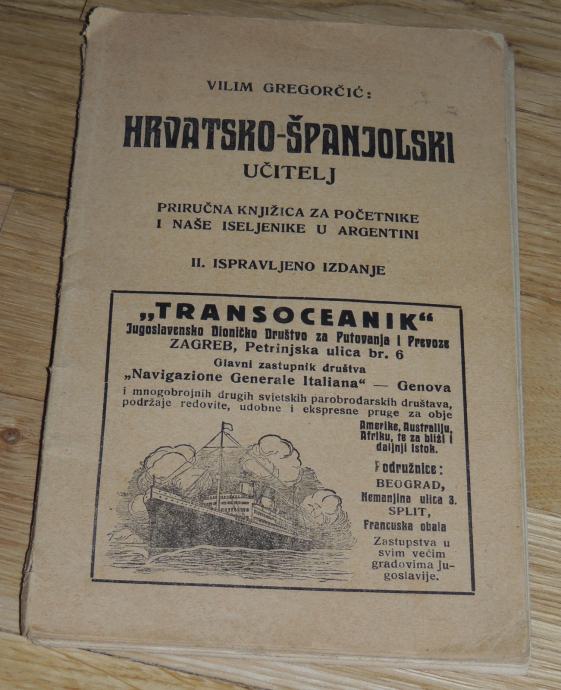 VILIM GREGORČIĆ:
HRVATSKO-ŠPANJOLSKI
UČITELJ
PRIRUČNA KNJIŽICA ZA POČETNIKE
I NAŠE ISELJENIKE U ARGENTINI
II. ISPRAVLJENO IZDANJE
„TRANSOCEANIK“
Jugoslavensko Dioničko Društvo za Putovanja i Prevoze
ZAGREB, Petrinjska ulica br. 6
Glavni zastupnik društva
„Navigazione Generale Italiana“ — Genova
i mnogobrojnih drugih svjetskih parobrodarskih društava,
podržaje redovite, udobne i ekspresne pruge za obje
Amerike, Australiju,
Afriku, te za bliži i
daljnji istok.
Podružnice:
BEOGRAD,
Nemanjina ulica 3.
SPLIT,
Francuska obala
Zastupstva u
svim većim
gradovima Ju-
goslavije.